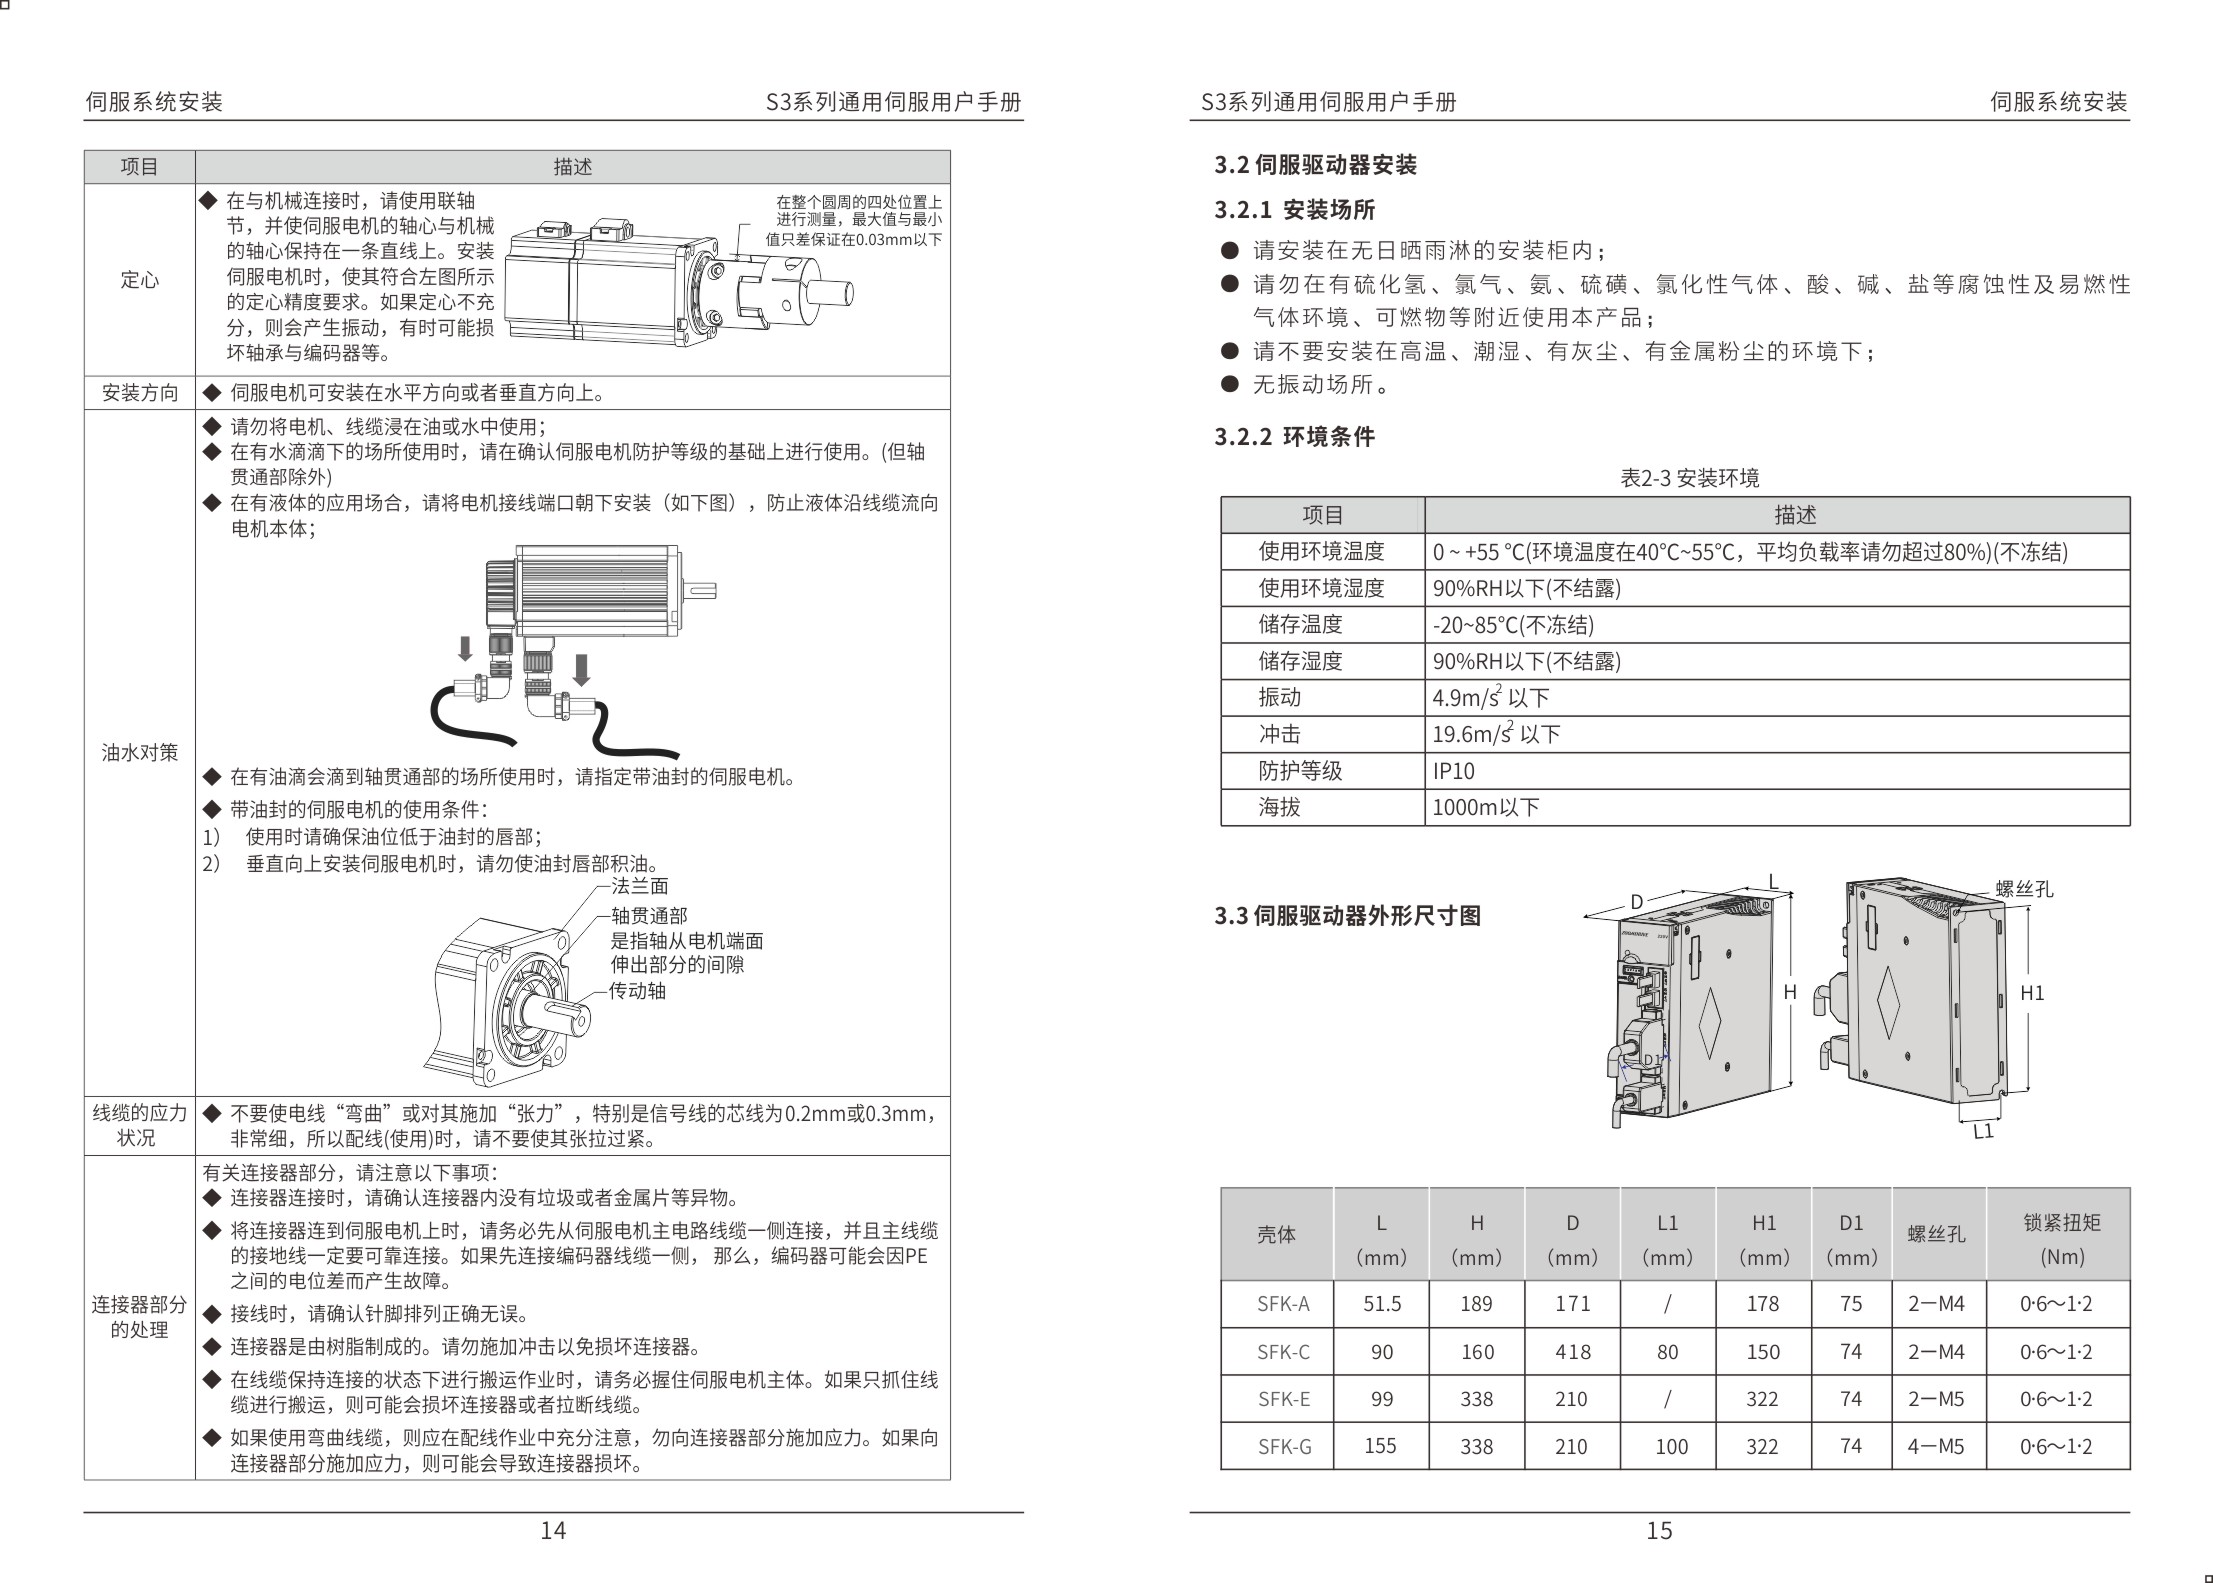 伺服系统安装
S3系列通用伺服用户手册
项目
描述
定心
◆ 在与机械连接时，请使用联轴
节，并使伺服电机的轴心与机械
的轴心保持在一条直线上。安装
伺服电机时，使其符合左图所示
的定心精度要求。如果定心不充
分，则会产生振动，有时可能损
坏轴承与编码器等。
在整个圆周的四处位置上
进行测量，最大值与最小
值只差保证在0.03mm以下
安装方向
◆ 伺服电机可安装在水平方向或者垂直方向上。
油水对策
◆ 请勿将电机、线缆浸在油或水中使用；
◆ 在有水滴滴下的场所使用时，请在确认伺服电机防护等级的基础上进行使用。(但轴
贯通部除外)
◆ 在有液体的应用场合，请将电机接线端口朝下安装（如下图），防止液体沿线缆流向
电机本体；
◆ 在有油滴会滴到轴贯通部的场所使用时，请指定带油封的伺服电机。
◆ 带油封的伺服电机的使用条件：
1） 使用时请确保油位低于油封的唇部；
2） 垂直向上安装伺服电机时，请勿使油封唇部积油。
法兰面
轴贯通部
是指轴从电机端面
伸出部分的间隙
传动轴
线缆的应力
状况
◆ 不要使电线“弯曲”或对其施加“张力”，特别是信号线的芯线为0.2mm或0.3mm，
非常细，所以配线(使用)时，请不要使其张拉过紧。
连接器部分
的处理
有关连接器部分，请注意以下事项：
◆ 连接器连接时，请确认连接器内没有垃圾或者金属片等异物。
◆ 将连接器连到伺服电机上时，请务必先从伺服电机主电路线缆一侧连接，并且主线缆
的接地线一定要可靠连接。如果先连接编码器线缆一侧， 那么，编码器可能会因PE
之间的电位差而产生故障。
◆ 接线时，请确认针脚排列正确无误。
◆ 连接器是由树脂制成的。请勿施加冲击以免损坏连接器。
◆ 在线缆保持连接的状态下进行搬运作业时，请务必握住伺服电机主体。如果只抓住线
缆进行搬运，则可能会损坏连接器或者拉断线缆。
◆ 如果使用弯曲线缆，则应在配线作业中充分注意，勿向连接器部分施加应力。如果向
连接器部分施加应力，则可能会导致连接器损坏。
14
S3系列通用伺服用户手册
伺服系统安装
3.2 伺服驱动器安装
3.2.1 安装场所
● 请安装在无日晒雨淋的安装柜内；
● 请勿在有硫化氢、氯气、氨、硫磺、氯化性气体、酸、碱、盐等腐蚀性及易燃性
气体环境、可燃物等附近使用本产品；
● 请不要安装在高温、潮湿、有灰尘、有金属粉尘的环境下；
● 无振动场所。
3.2.2 环境条件
表2-3 安装环境
项目 描述
使用环境温度 0 ~ +55 ℃(环境温度在40℃~55℃，平均负载率请勿超过80%)(不冻结)
使用环境湿度 90%RH以下(不结露)
储存温度 -20~85℃(不冻结)
储存湿度 90%RH以下(不结露)
振动 4.9m/s² 以下
冲击 19.6m/s² 以下
防护等级 IP10
海拔 1000m以下
3.3 伺服驱动器外形尺寸图
D
L
H
D1
螺丝孔
H1
L1
壳体 L（mm） H（mm） D（mm） L1（mm） H1（mm） D1（mm） 螺丝孔 锁紧扭矩(Nm)
SFK-A 51.5 189 171 / 178 75 2－M4 0·6～1·2
SFK-C 90 160 418 80 150 74 2－M4 0·6～1·2
SFK-E 99 338 210 / 322 74 2－M5 0·6～1·2
SFK-G 155 338 210 100 322 74 4－M5 0·6～1·2
15